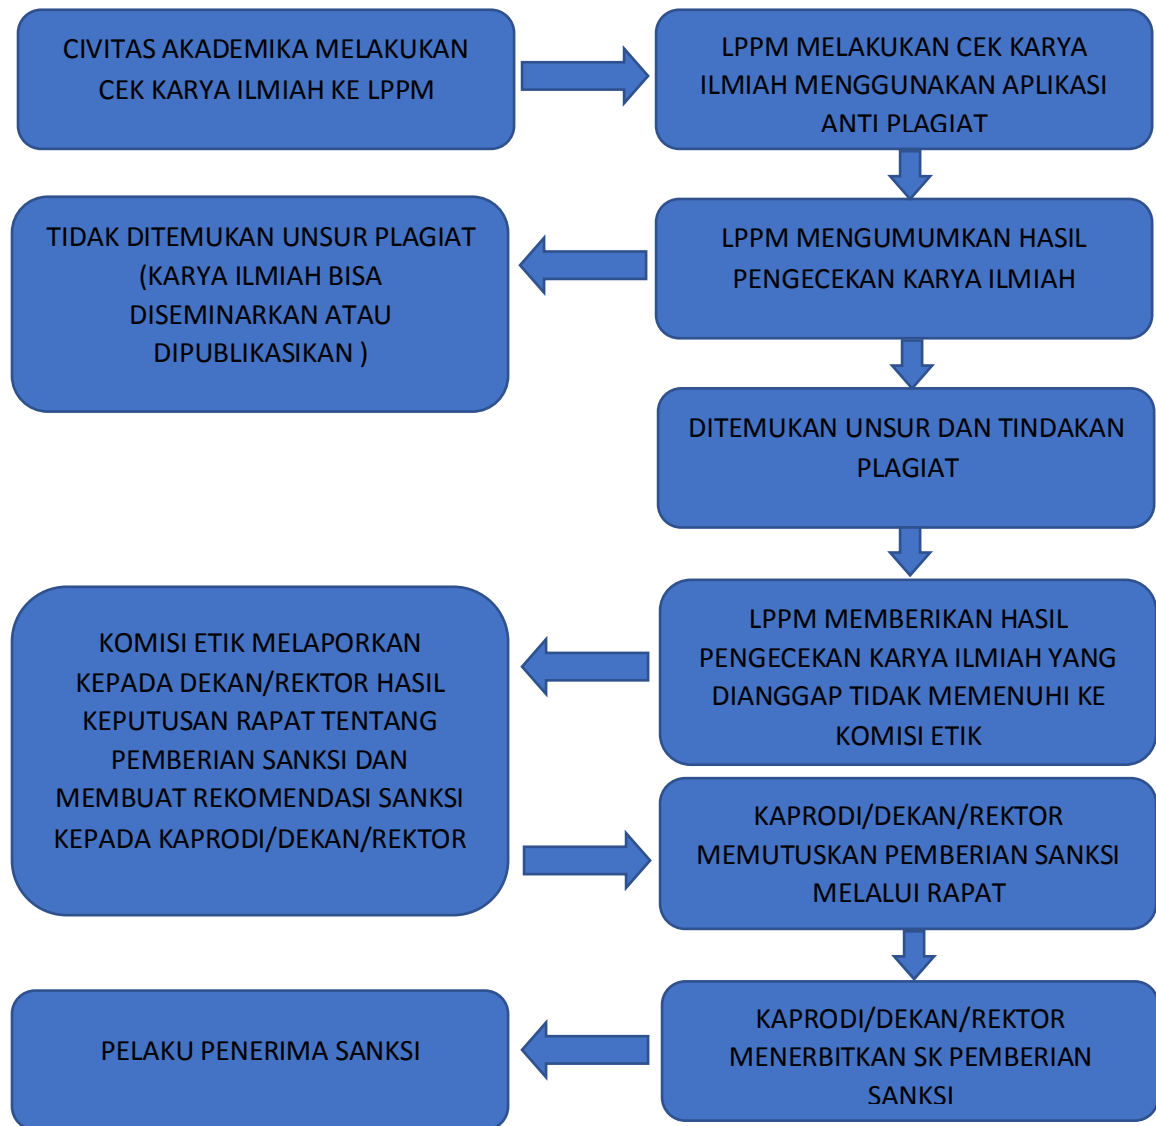 CIVITAS AKADEMIKA MELAKUKAN
CEK KARYA ILMIAH KE LPPM
LPPM MELAKUKAN CEK KARYA
ILMIAH MENGGUNAKAN APLIKASI
ANTI PLAGIAT
TIDAK DITEMUKAN UNSUR PLAGIAT
(KARYA ILMIAH BISA
DISEMINARKAN ATAU
DIPUBLIKASIKAN )
LPPM MENGUMUMKAN HASIL
PENGECEKAN KARYA ILMIAH
DITEMUKAN UNSUR DAN TINDAKAN
PLAGIAT
LPPM MEMBERIKAN HASIL
PENGECEKAN KARYA ILMIAH YANG
DIANGGAP TIDAK MEMENUHI KE
KOMISI ETIK
KOMISI ETIK MELAPORKAN
KEPADA DEKAN/REKTOR HASIL
KEPUTUSAN RAPAT TENTANG
PEMBERIAN SANKSI DAN
MEMBUAT REKOMENDASI SANKSI
KEPADA KAPRODI/DEKAN/REKTOR
KAPRODI/DEKAN/REKTOR
MEMUTUSKAN PEMBERIAN SANKSI
MELALUI RAPAT
KAPRODI/DEKAN/REKTOR
MENERBITKAN SK PEMBERIAN
SANKSI
PELAKU PENERIMA SANKSI